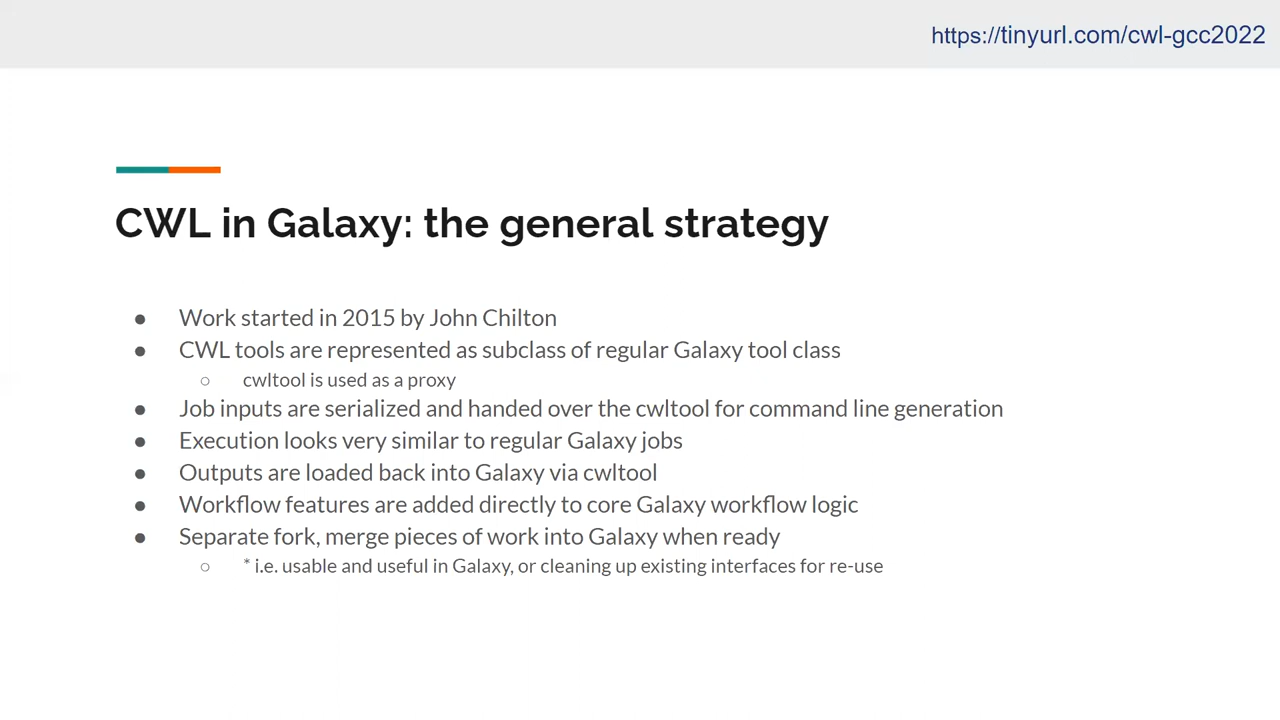 https://tinyurl.com/cwl-gcc2022
CWL in Galaxy: the general strategy
● Work started in 2015 by John Chilton
● CWL tools are represented as subclass of regular Galaxy tool class
○ cwltool is used as a proxy
● Job inputs are serialized and handed over the cwltool for command line generation
● Execution looks very similar to regular Galaxy jobs
● Outputs are loaded back into Galaxy via cwltool
● Workflow features are added directly to core Galaxy workflow logic
● Separate fork, merge pieces of work into Galaxy when ready
○ * i.e. usable and useful in Galaxy, or cleaning up existing interfaces for re-use